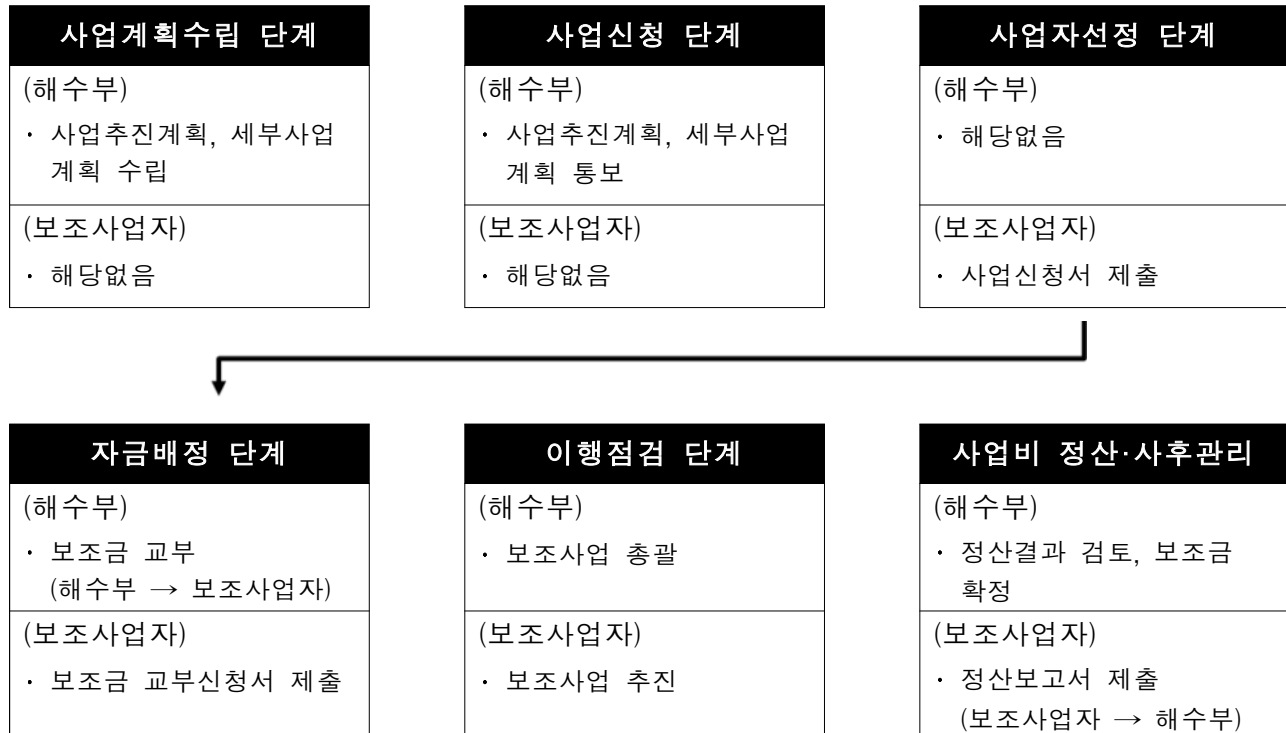 사업계획수립 단계
(해수부)
· 사업추진계획, 세부사업
계획 수립
(보조사업자)
· 해당없음
사업신청 단계
(해수부)
· 사업추진계획, 세부사업
계획 통보
(보조사업자)
· 해당없음
사업자선정 단계
(해수부)
· 해당없음
(보조사업자)
· 사업신청서 제출
자금배정 단계
(해수부)
· 보조금 교부
(해수부 → 보조사업자)
(보조사업자)
· 보조금 교부신청서 제출
이행점검 단계
(해수부)
· 보조사업 총괄
(보조사업자)
· 보조사업 추진
사업비 정산·사후관리
(해수부)
· 정산결과 검토, 보조금
확정
(보조사업자)
· 정산보고서 제출
(보조사업자 → 해수부)